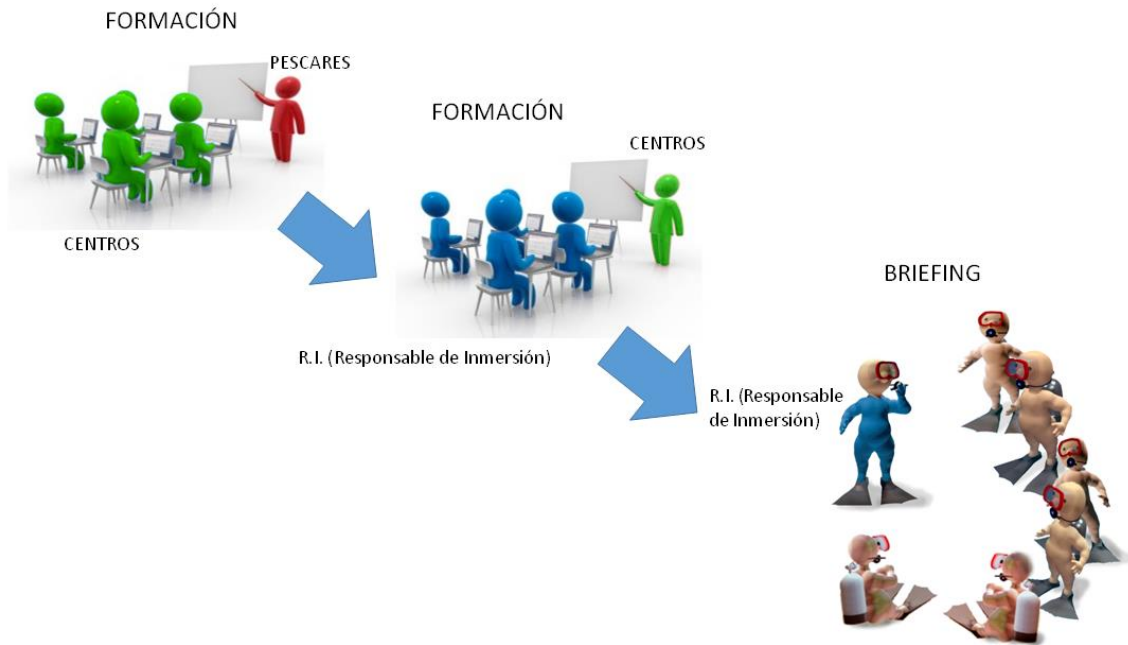 FORMACIÓN
PESCARES
CENTROS
FORMACIÓN
CENTROS
R.I. (Responsable de Inmersión)
BRIEFING
R.I. (Responsable
de Inmersión)